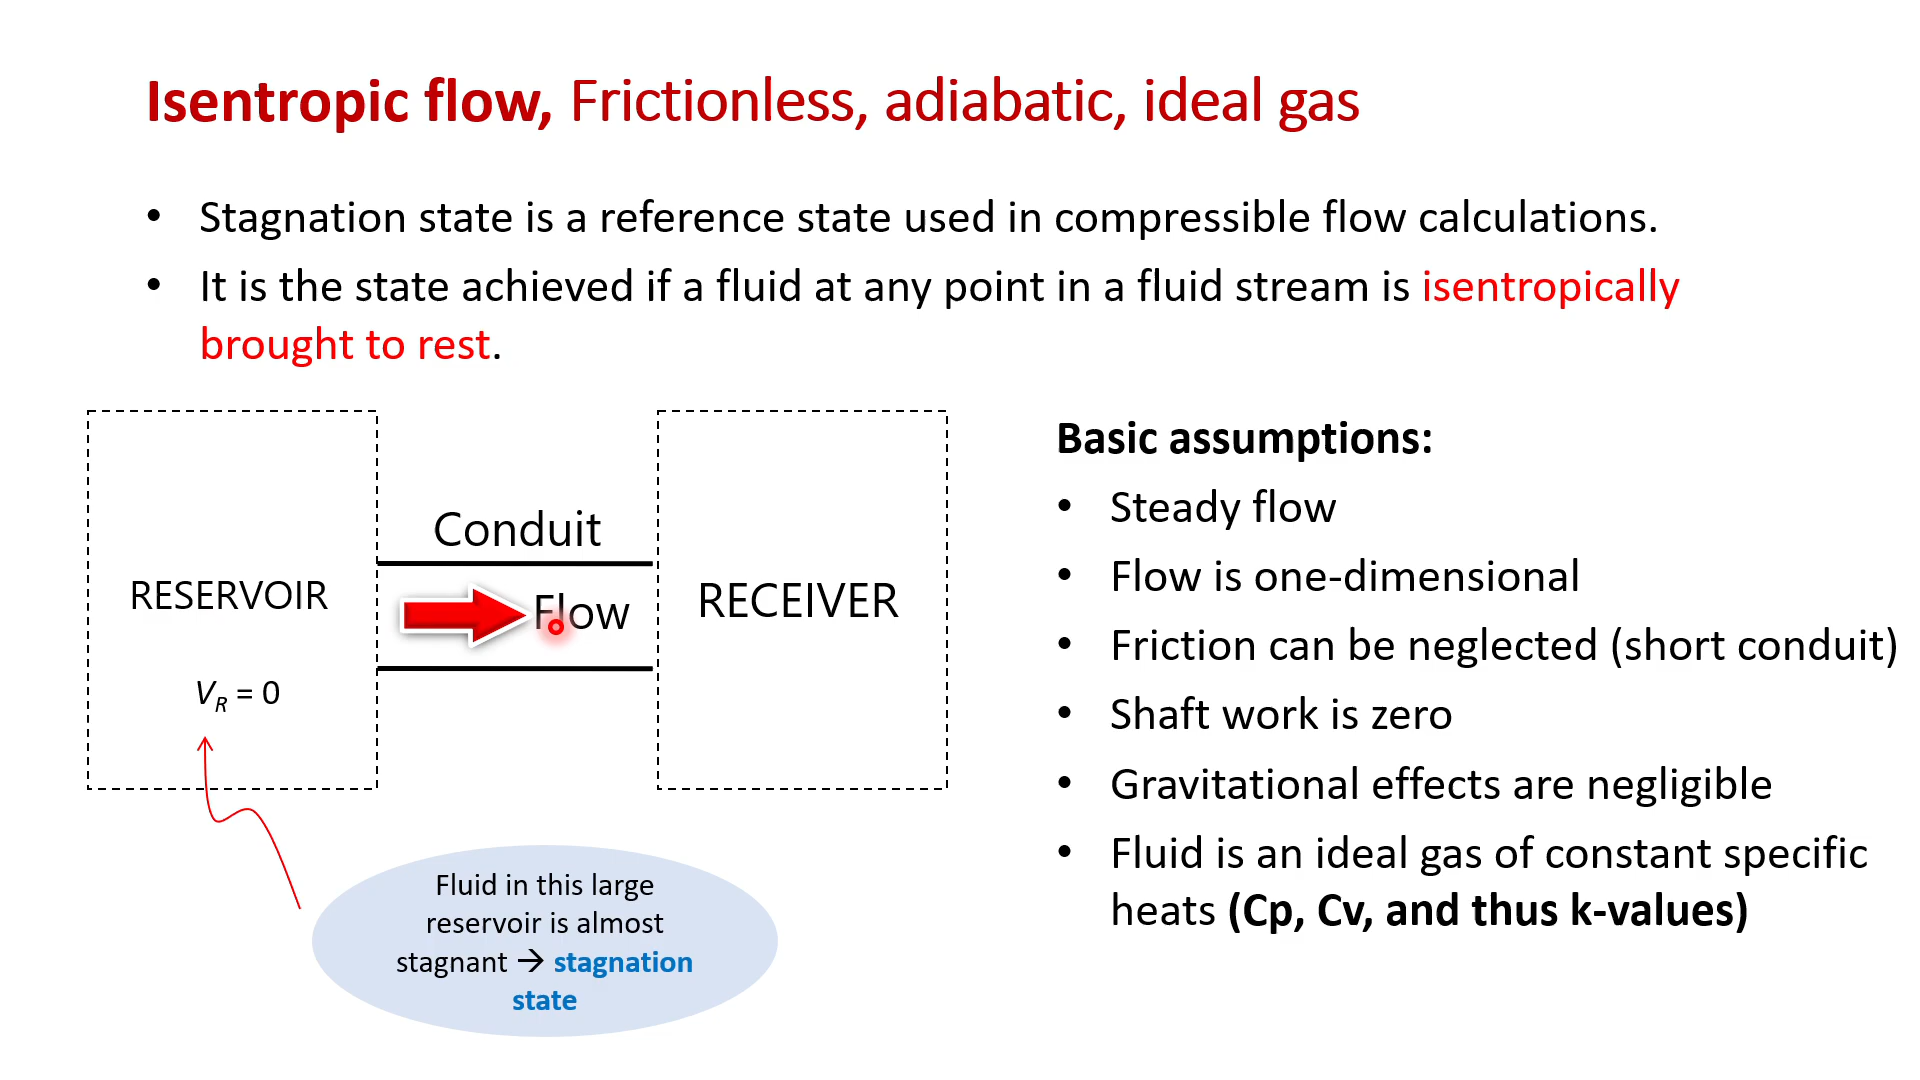 Isentropic flow, Frictionless, adiabatic, ideal gas
• Stagnation state is a reference state used in compressible flow calculations.
• It is the state achieved if a fluid at any point in a fluid stream is isentropically
brought to rest.
RESERVOIR
V_R = 0
Conduit
Flow
RECEIVER
Fluid in this large
reservoir is almost
stagnant → stagnation
state
Basic assumptions:
• Steady flow
• Flow is one-dimensional
• Friction can be neglected (short conduit)
• Shaft work is zero
• Gravitational effects are negligible
• Fluid is an ideal gas of constant specific
heats (Cp, Cv, and thus k-values)